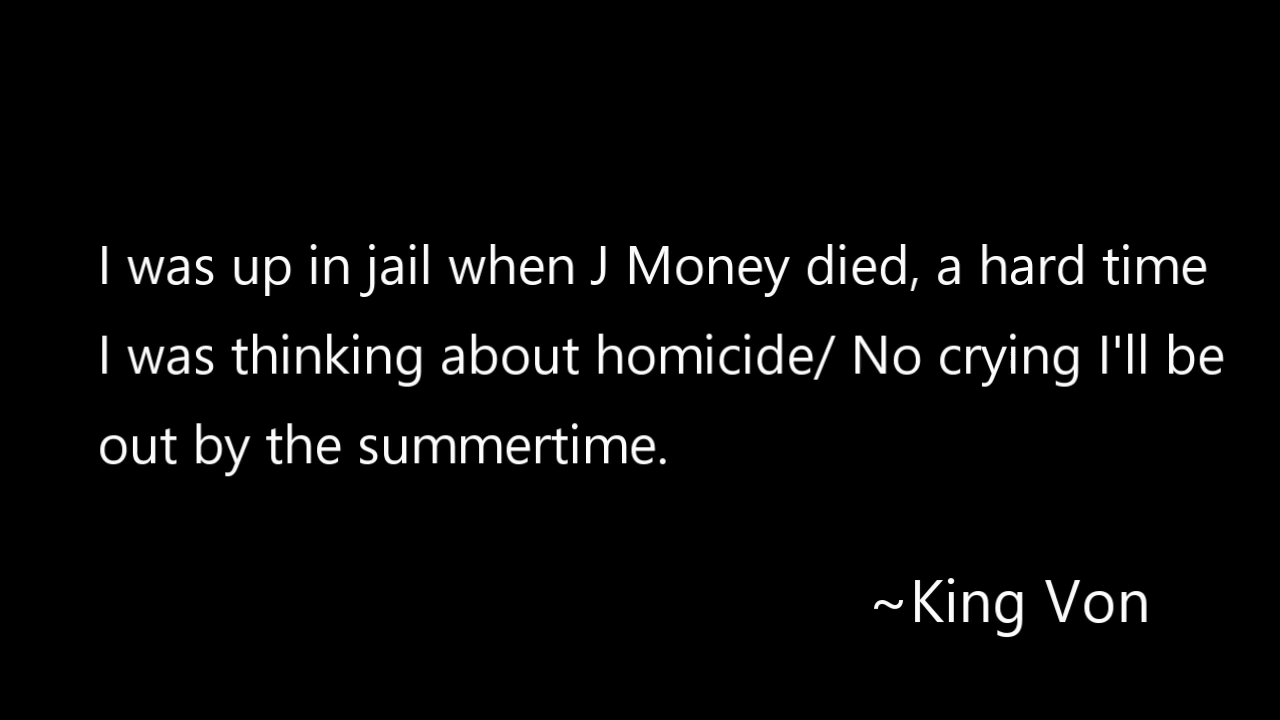 I was up in jail when J Money died, a hard time
I was thinking about homicide/ No crying I'll be
out by the summertime.
~King Von